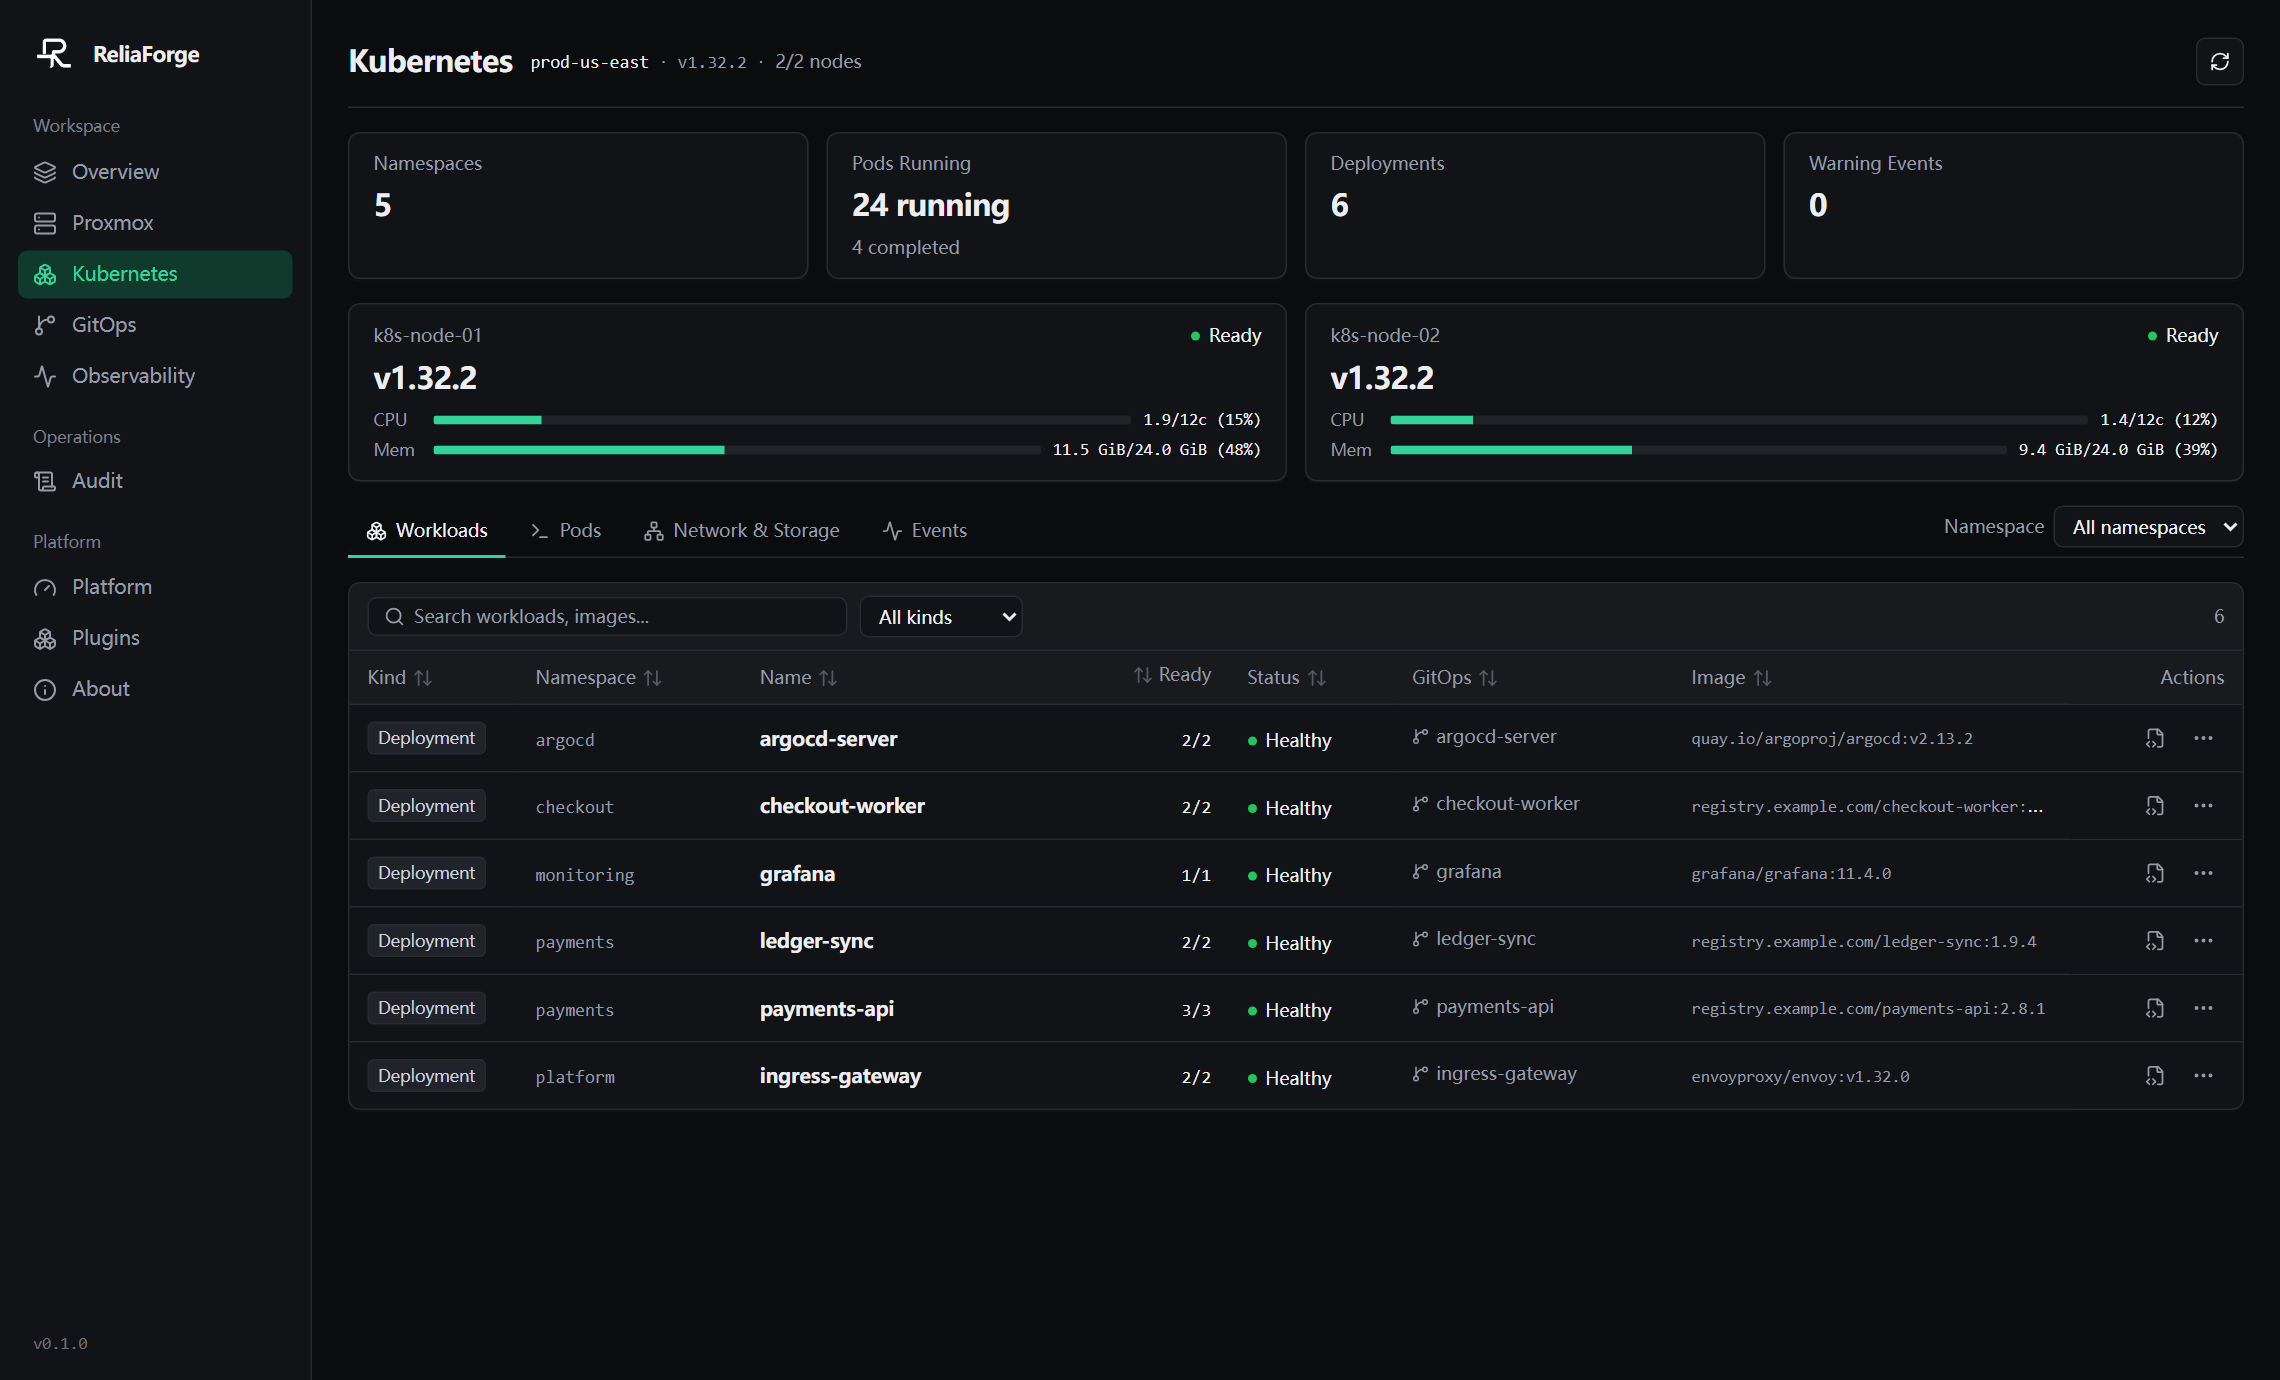 ReliaForge
Workspace
Overview
Proxmox
Kubernetes
GitOps
Observability
Operations
Audit
Platform
Platform
Plugins
About
v0.1.0
Kubernetes prod-us-east · v1.32.2 · 2/2 nodes
Namespaces
5
Pods Running
24 running
4 completed
Deployments
6
Warning Events
0
k8s-node-01 Ready
v1.32.2
CPU 1.9/12c (15%)
Mem 11.5 GiB/24.0 GiB (48%)
k8s-node-02 Ready
v1.32.2
CPU 1.4/12c (12%)
Mem 9.4 GiB/24.0 GiB (39%)
Workloads Pods Network & Storage Events Namespace All namespaces
Search workloads, images... All kinds 6
Kind Namespace Name Ready Status GitOps Image Actions
Deployment argocd argocd-server 2/2 Healthy argocd-server quay.io/argoproj/argocd:v2.13.2
Deployment checkout checkout-worker 2/2 Healthy checkout-worker registry.example.com/checkout-worker:...
Deployment monitoring grafana 1/1 Healthy grafana grafana/grafana:11.4.0
Deployment payments ledger-sync 2/2 Healthy ledger-sync registry.example.com/ledger-sync:1.9.4
Deployment payments payments-api 3/3 Healthy payments-api registry.example.com/payments-api:2.8.1
Deployment platform ingress-gateway 2/2 Healthy ingress-gateway envoyproxy/envoy:v1.32.0